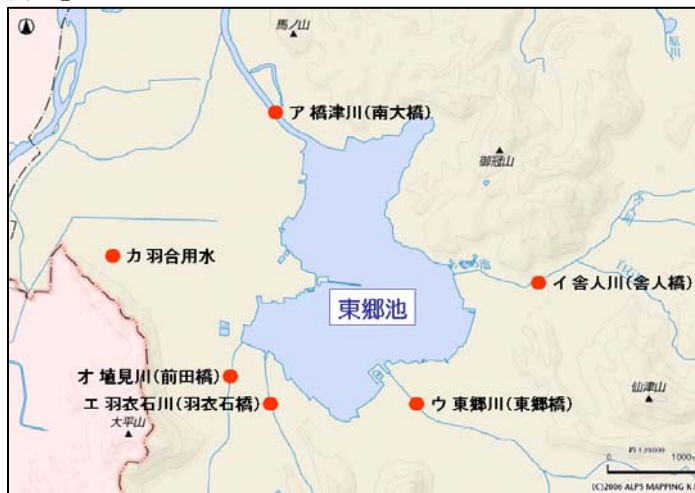 馬ノ山
ア 橋津川(南大橋)
御冠山
カ 羽合用水
イ 舎人川(舎人橋)
東郷池
オ 埴見川(前田橋)
エ 羽衣石川(羽衣石橋)
ウ 東郷川(東郷橋)
大平山
仙津山
0 1000m
(C)2006 ALPS MAPPING K.